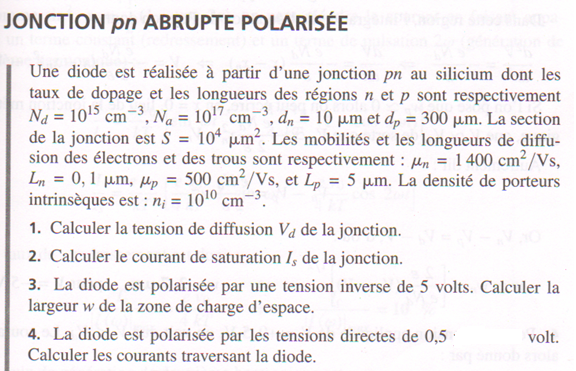 JONCTION pn ABRUPTE POLARISÉE
Une diode est réalisée à partir d'une jonction pn au silicium dont les
taux de dopage et les longueurs des régions n et p sont respectivement
N_d = 10^15 cm^−3, N_a = 10^17 cm^−3, d_n = 10 μm et d_p = 300 μm. La section
de la jonction est S = 10^4 μm^2. Les mobilités et les longueurs de diffu-
sion des électrons et des trous sont respectivement : μ_n = 1 400 cm^2/Vs,
L_n = 0,1 μm, μ_p = 500 cm^2/Vs, et L_p = 5 μm. La densité de porteurs
intrinsèques est : n_i = 10^10 cm^−3.
1. Calculer la tension de diffusion V_d de la jonction.
2. Calculer le courant de saturation I_s de la jonction.
3. La diode est polarisée par une tension inverse de 5 volts. Calculer la
largeur w de la zone de charge d'espace.
4. La diode est polarisée par les tensions directes de 0,5 volt.
Calculer les courants traversant la diode.